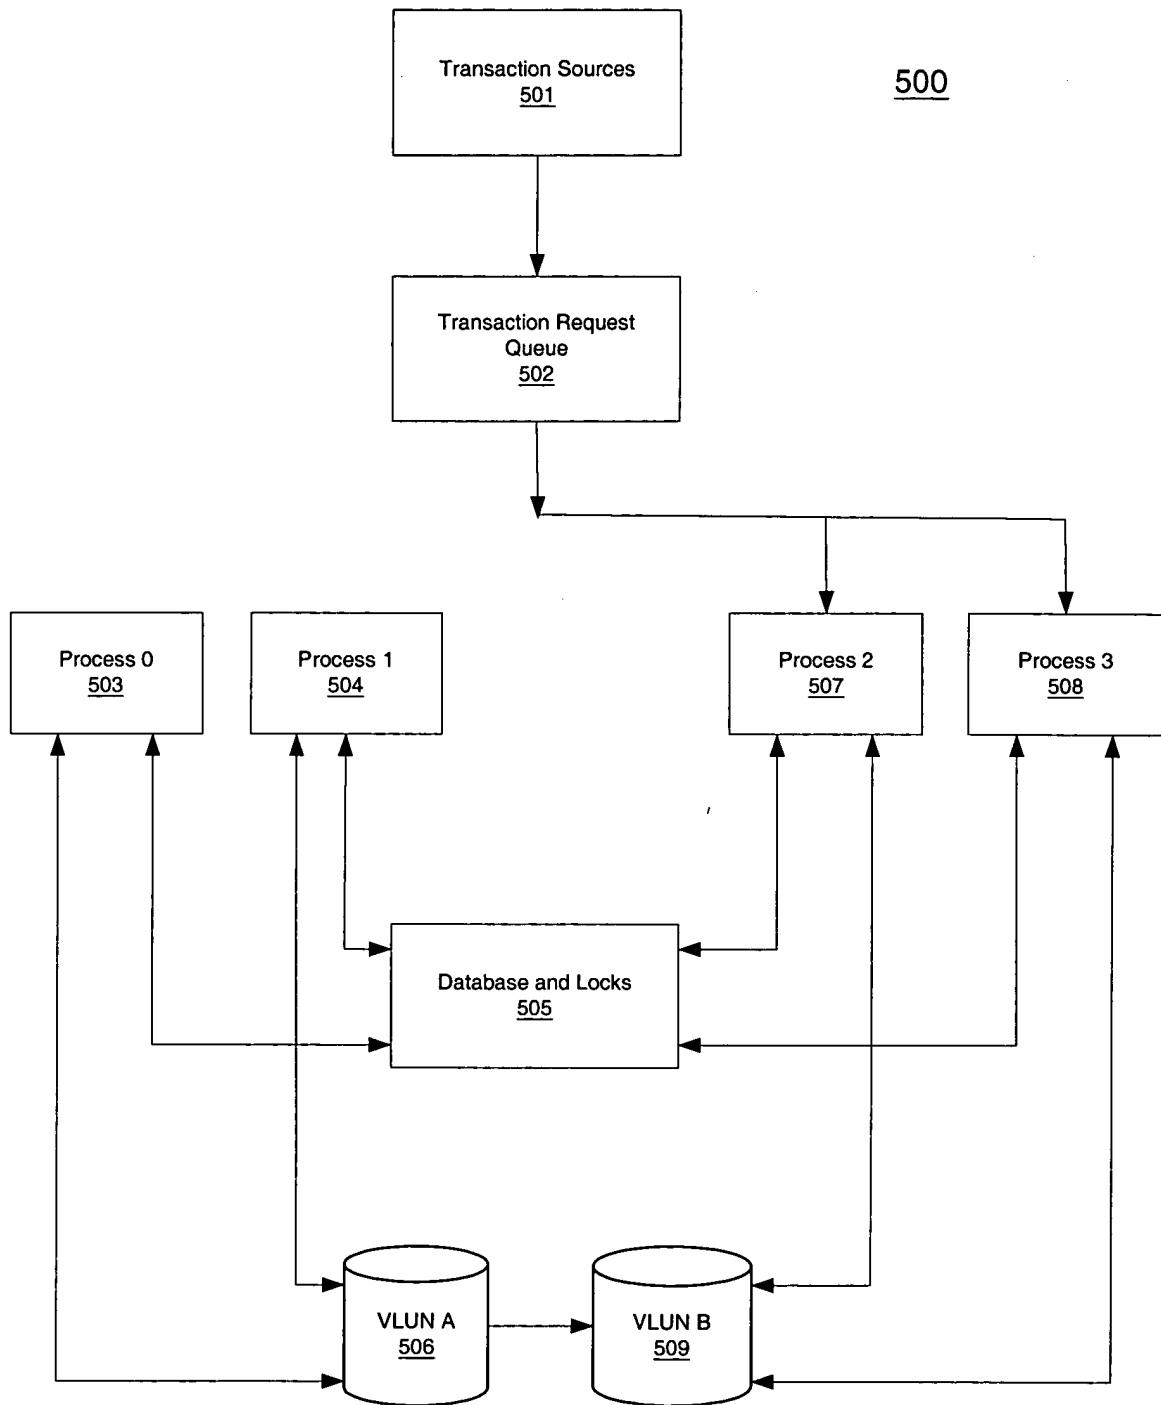 Transaction Sources
501
500
Transaction Request
Queue
502
Process 0
503
Process 1
504
Process 2
507
Process 3
508
Database and Locks
505
VLUN A
506
VLUN B
509